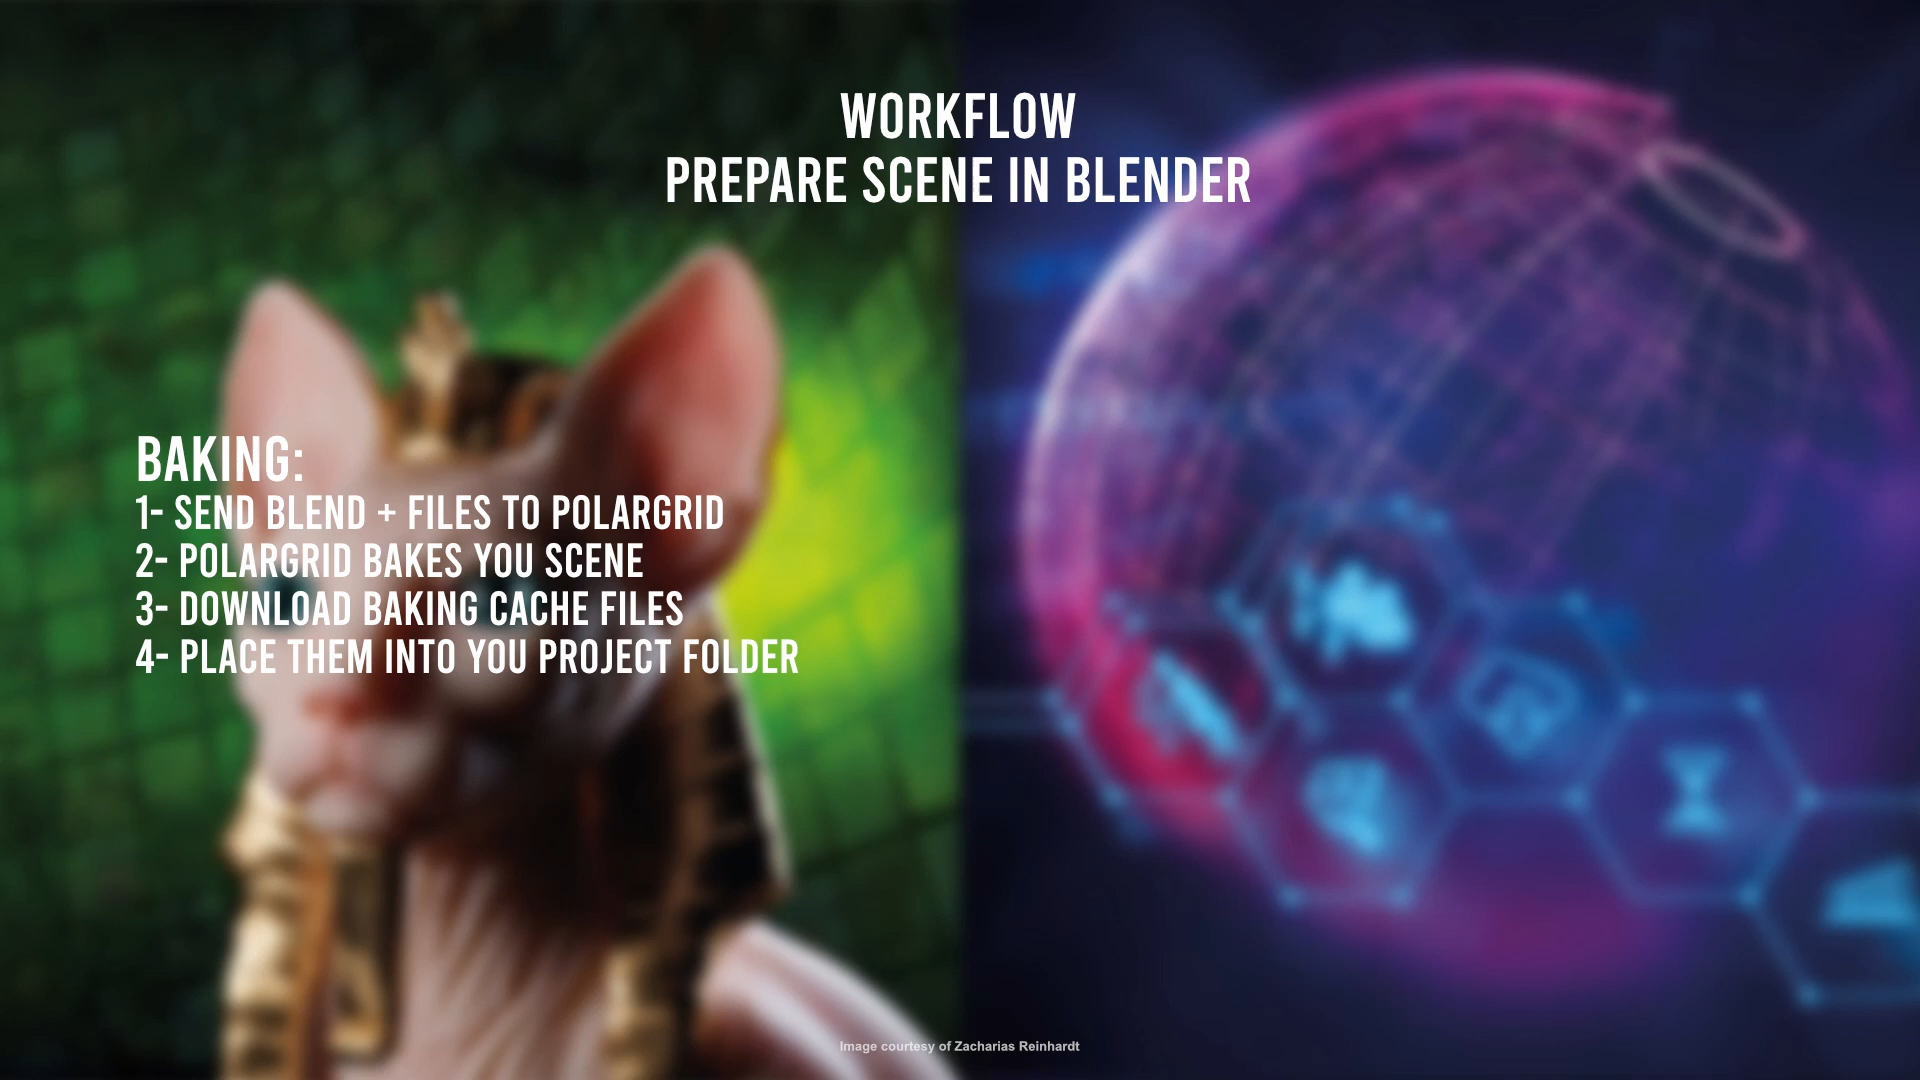 WORKFLOW
PREPARE SCENE IN BLENDER
BAKING:
1- SEND BLEND + FILES TO POLARGRID
2- POLARGRID BAKES YOU SCENE
3- DOWNLOAD BAKING CACHE FILES
4- PLACE THEM INTO YOU PROJECT FOLDER
Image courtesy of Zacharias Reinhardt